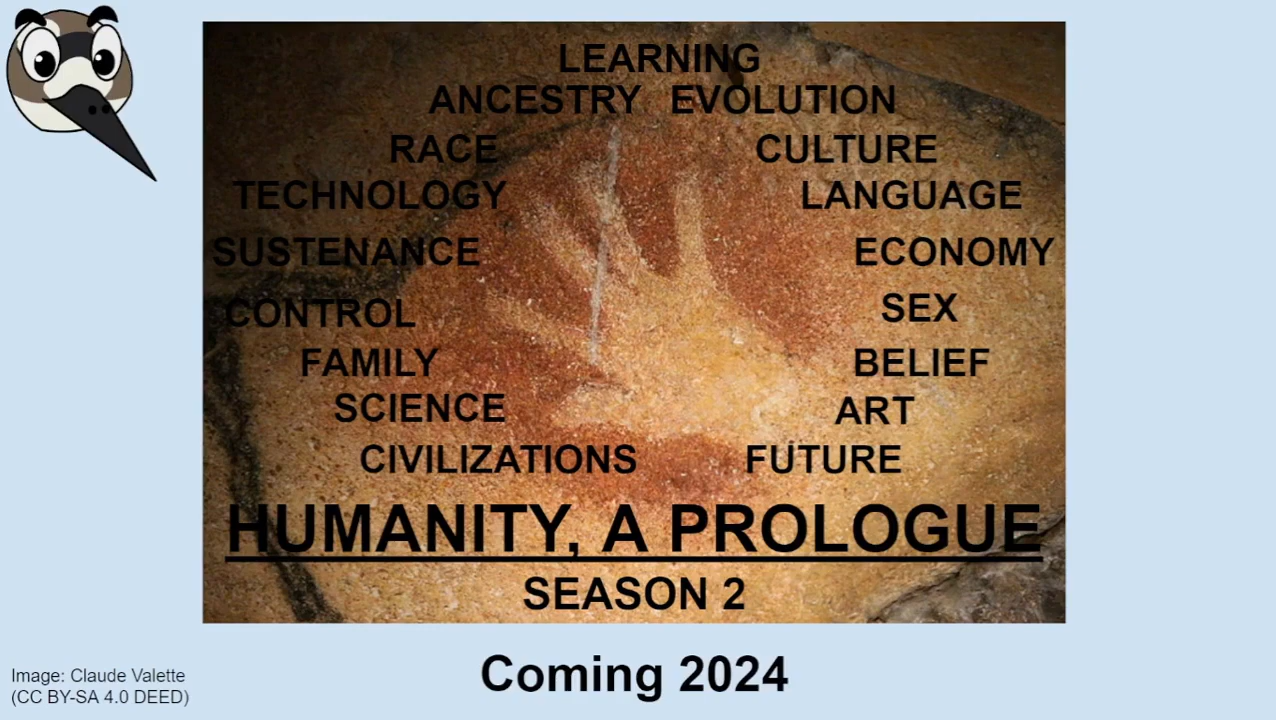 LEARNING
ANCESTRY EVOLUTION
RACE CULTURE
TECHNOLOGY LANGUAGE
SUSTENANCE ECONOMY
CONTROL SEX
FAMILY BELIEF
SCIENCE ART
CIVILIZATIONS FUTURE
HUMANITY, A PROLOGUE
SEASON 2
Coming 2024
Image: Claude Valette
(CC BY-SA 4.0 DEED)